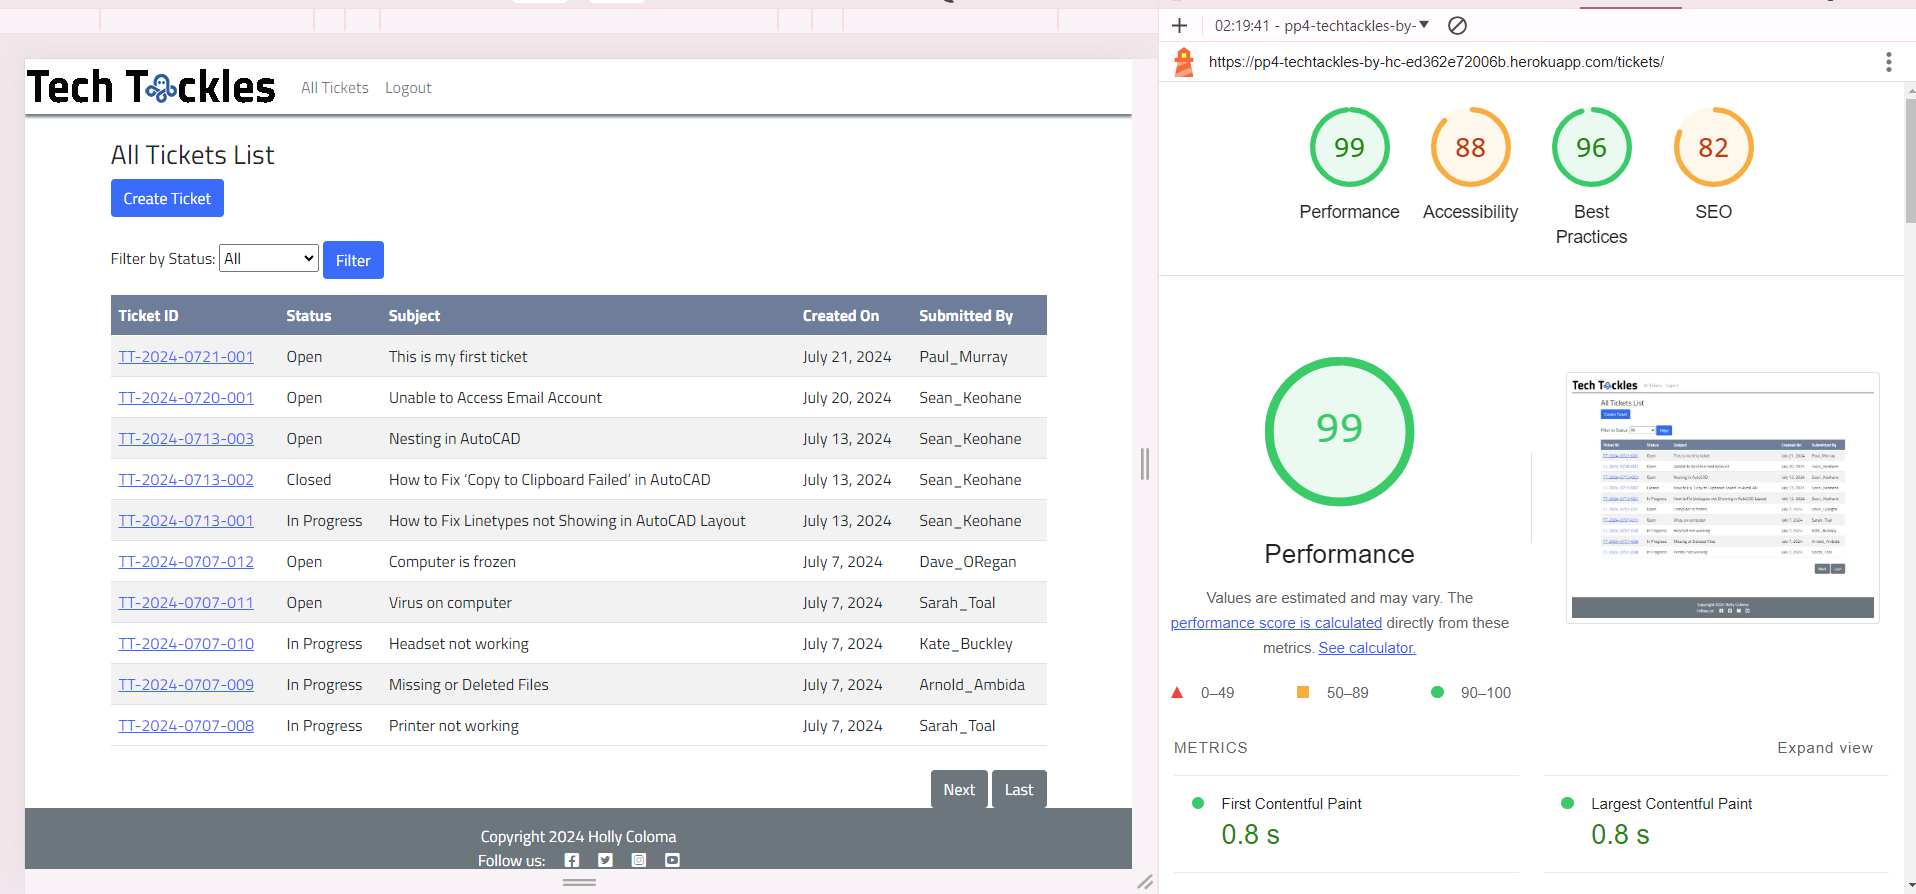 Tech Tackles All Tickets Logout
All Tickets List
Create Ticket
Filter by Status: All Filter
Ticket ID Status Subject Created On Submitted By
TT-2024-0721-001 Open This is my first ticket July 21, 2024 Paul_Murray
TT-2024-0720-001 Open Unable to Access Email Account July 20, 2024 Sean_Keohane
TT-2024-0713-003 Open Nesting in AutoCAD July 13, 2024 Sean_Keohane
TT-2024-0713-002 Closed How to Fix ‘Copy to Clipboard Failed’ in AutoCAD July 13, 2024 Sean_Keohane
TT-2024-0713-001 In Progress How to Fix Linetypes not Showing in AutoCAD Layout July 13, 2024 Sean_Keohane
TT-2024-0707-012 Open Computer is frozen July 7, 2024 Dave_ORegan
TT-2024-0707-011 Open Virus on computer July 7, 2024 Sarah_Toal
TT-2024-0707-010 In Progress Headset not working July 7, 2024 Kate_Buckley
TT-2024-0707-009 In Progress Missing or Deleted Files July 7, 2024 Arnold_Ambida
TT-2024-0707-008 In Progress Printer not working July 7, 2024 Sarah_Toal
Next Last
Copyright 2024 Holly Coloma
Follow us:
02:19:41 - pp4-techtackles-by-
https://pp4-techtackles-by-hc-ed362e72006b.herokuapp.com/tickets/
99 88 96 82
Performance Accessibility Best SEO
Practices
99
Performance
Values are estimated and may vary. The
performance score is calculated directly from these
metrics. See calculator.
0–49 50–89 90–100
Tech Tackles All Tickets Logout
All Tickets List
Create Ticket
METRICS Expand view
First Contentful Paint Largest Contentful Paint
0.8 s 0.8 s